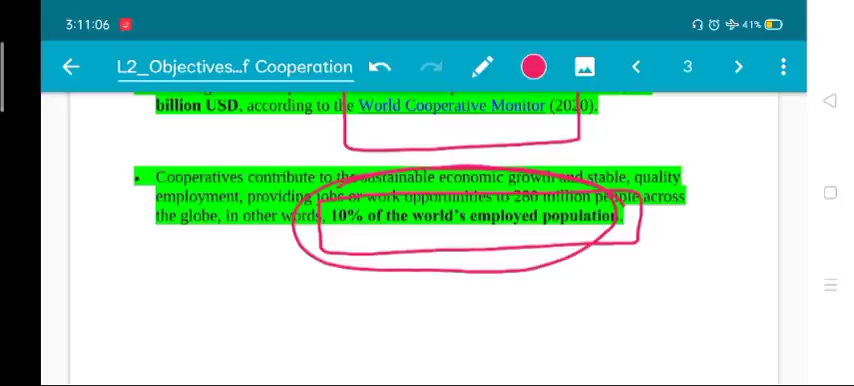 3:11:06 41%
L2_Objectives...f Cooperation 3
billion USD, according to the World Cooperative Monitor (2020).
• Cooperatives contribute to the sustainable economic growth and stable, quality
employment, providing jobs or work opportunities to 280 million people across
the globe, in other words, 10% of the world's employed population.